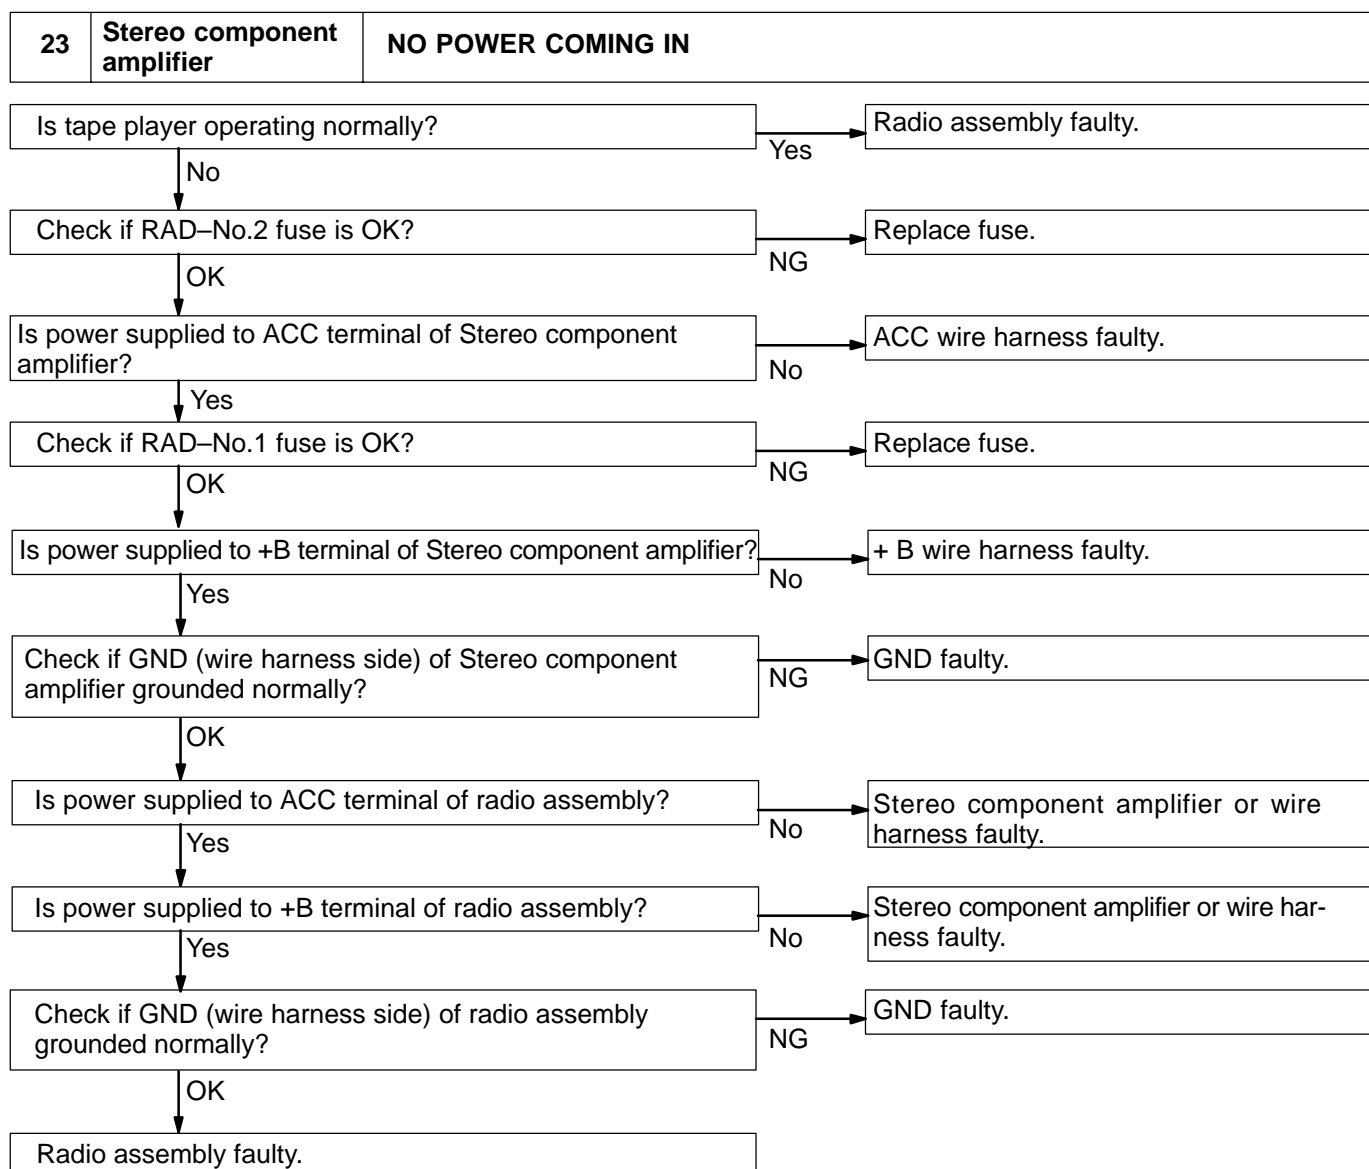 23
Stereo component
amplifier
NO POWER COMING IN
Is tape player operating normally?
Yes
Radio assembly faulty.
No
Check if RAD–No.2 fuse is OK?
NG
Replace fuse.
OK
Is power supplied to ACC terminal of Stereo component
amplifier?
No
ACC wire harness faulty.
Yes
Check if RAD–No.1 fuse is OK?
NG
Replace fuse.
OK
Is power supplied to +B terminal of Stereo component amplifier?
No
+ B wire harness faulty.
Yes
Check if GND (wire harness side) of Stereo component
amplifier grounded normally?
NG
GND faulty.
OK
Is power supplied to ACC terminal of radio assembly?
No
Stereo component amplifier or wire
harness faulty.
Yes
Is power supplied to +B terminal of radio assembly?
No
Stereo component amplifier or wire har-
ness faulty.
Yes
Check if GND (wire harness side) of radio assembly
grounded normally?
NG
GND faulty.
OK
Radio assembly faulty.